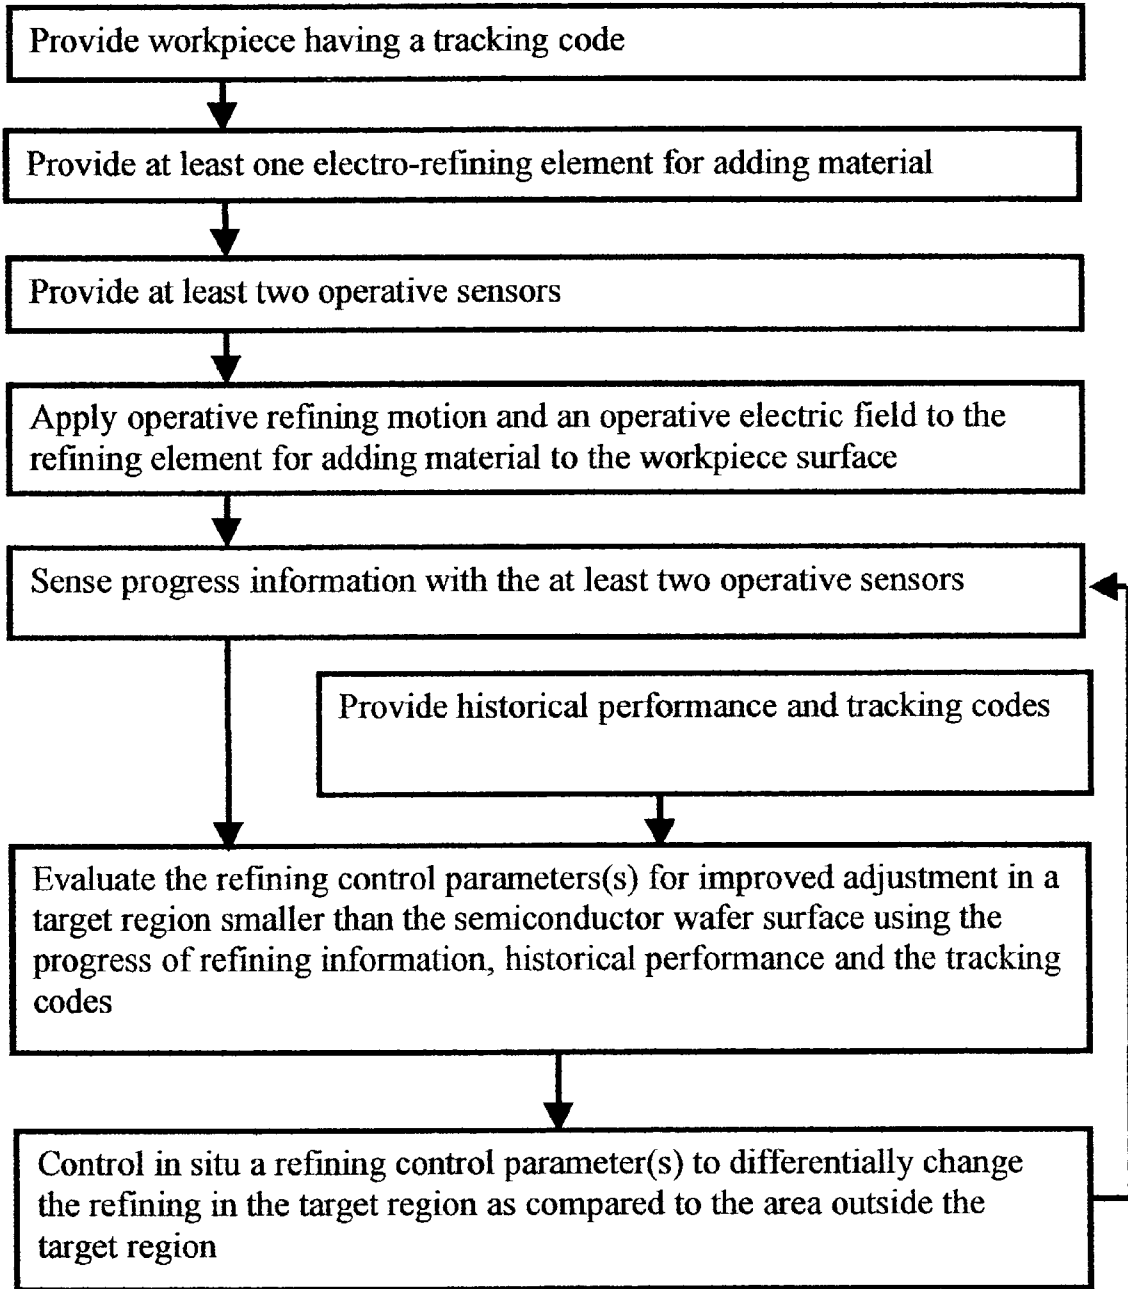 Provide workpiece having a tracking code
Provide at least one electro-refining element for adding material
Provide at least two operative sensors
Apply operative refining motion and an operative electric field to the
refining element for adding material to the workpiece surface
Sense progress information with the at least two operative sensors
Provide historical performance and tracking codes
Evaluate the refining control parameters(s) for improved adjustment in a
target region smaller than the semiconductor wafer surface using the
progress of refining information, historical performance and the tracking
codes
Control in situ a refining control parameter(s) to differentially change
the refining in the target region as compared to the area outside the
target region